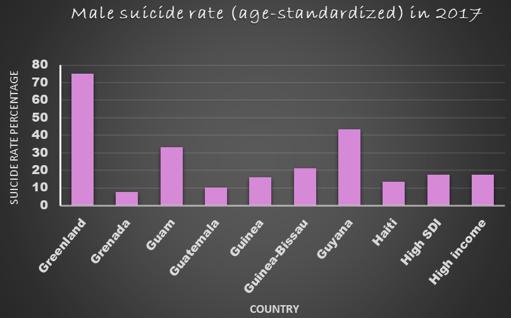 Male suicide rate (age-standardized) in 2017
SUICIDE RATE PERCENTAGE
80
70
60
50
40
30
20
10
0
Greenland
Grenada
Guam
Guatemala
Guinea
Guinea-Bissau
Guyana
Haiti
High SDI
High income
COUNTRY